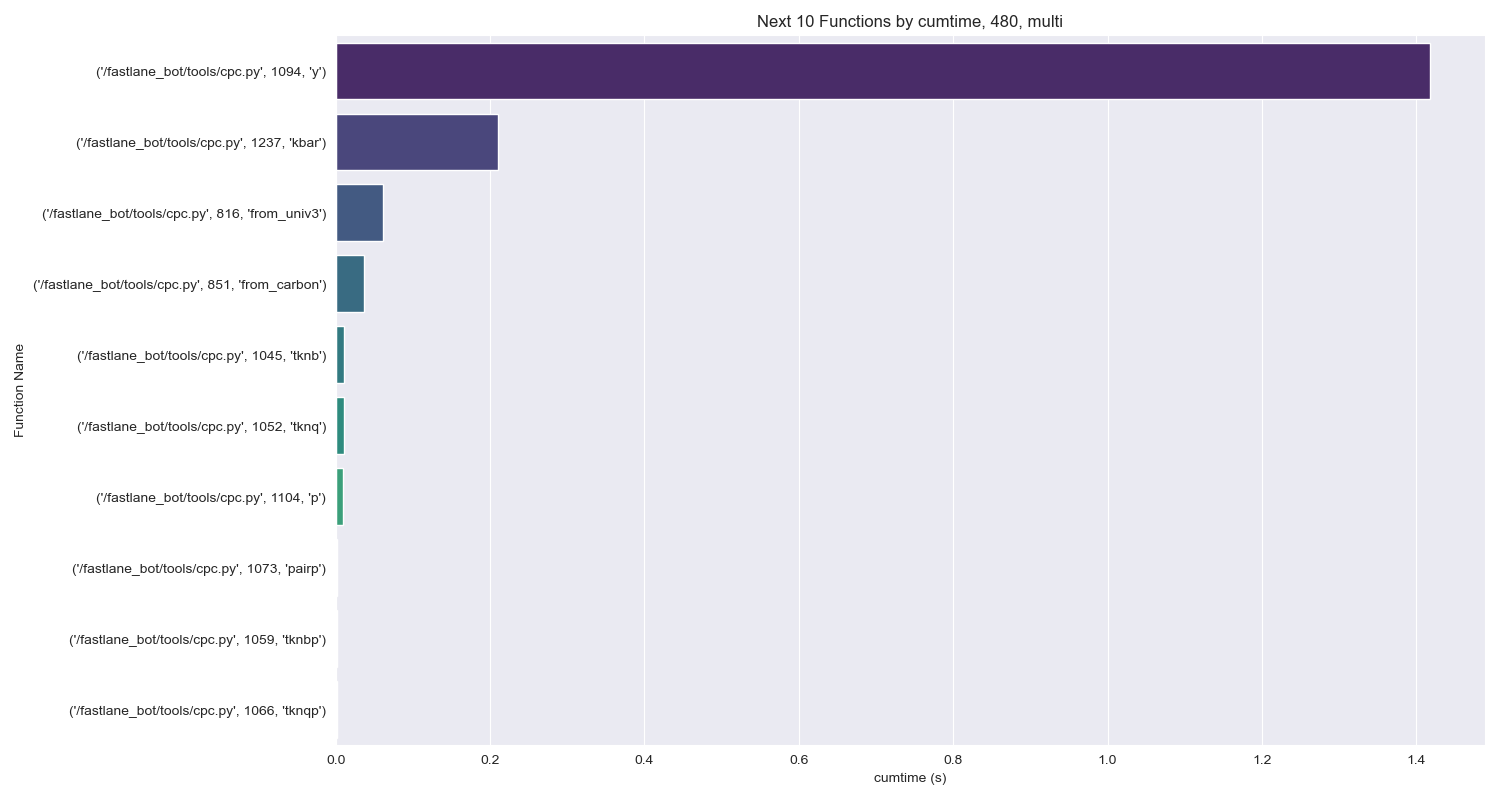 Next 10 Functions by cumtime, 480, multi
Function Name
('/fastlane_bot/tools/cpc.py', 1094, 'y')
('/fastlane_bot/tools/cpc.py', 1237, 'kbar')
('/fastlane_bot/tools/cpc.py', 816, 'from_univ3')
('/fastlane_bot/tools/cpc.py', 851, 'from_carbon')
('/fastlane_bot/tools/cpc.py', 1045, 'tknb')
('/fastlane_bot/tools/cpc.py', 1052, 'tknq')
('/fastlane_bot/tools/cpc.py', 1104, 'p')
('/fastlane_bot/tools/cpc.py', 1073, 'pairp')
('/fastlane_bot/tools/cpc.py', 1059, 'tknbp')
('/fastlane_bot/tools/cpc.py', 1066, 'tknqp')
0.0 0.2 0.4 0.6 0.8 1.0 1.2 1.4
cumtime (s)